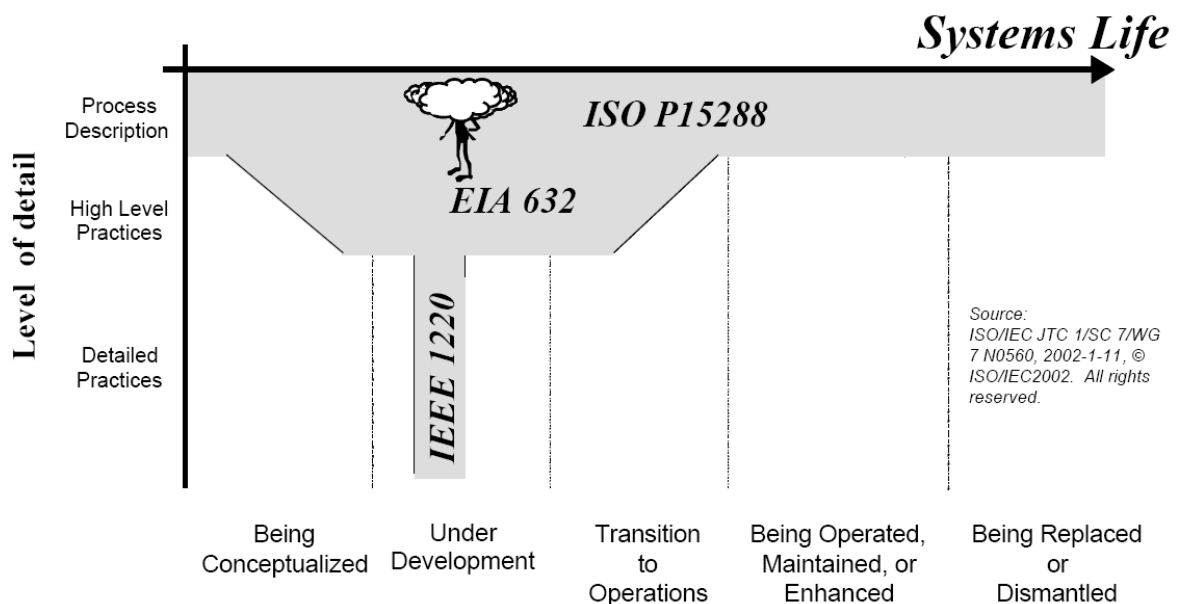 Systems Life
Process
Description
ISO P15288
Level of detail
High Level
Practices
EIA 632
Detailed
Practices
IEEE 1220
Source:
ISO/IEC JTC 1/SC 7/WG
7 N0560, 2002-1-11, ©
ISO/IEC2002.  All rights
reserved.
Being
Conceptualized
Under
Development
Transition
to
Operations
Being Operated,
Maintained, or
Enhanced
Being Replaced
or
Dismantled